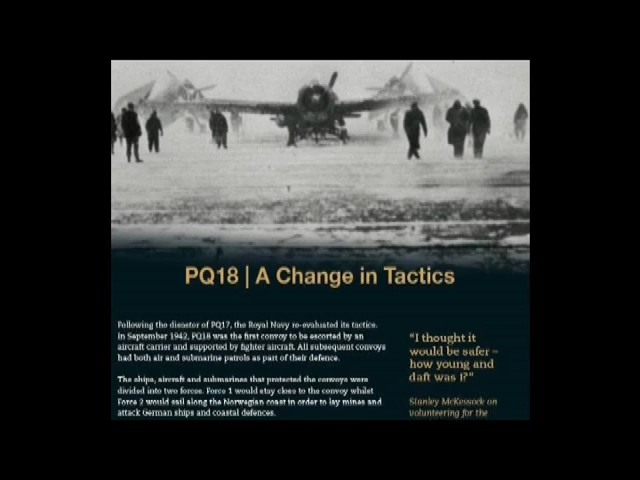 PQ18 | A Change in Tactics
Following the disaster of PQ17, the Royal Navy re-evaluated its tactics.
In September 1942, PQ18 was the first convoy to be escorted by an
aircraft carrier and supported by fighter aircraft. All subsequent convoys
had both air and submarine patrols as part of their defence.
The ships, aircraft and submarines that protected the convoys were
divided into two forces. Force 1 would stay close to the convoy whilst
Force 2 would sail along the Norwegian coast in order to lay mines and
attack German ships and coastal defences.
“I thought it
would be safer –
how young and
daft was I?”
Stanley McKessock on
volunteering for the